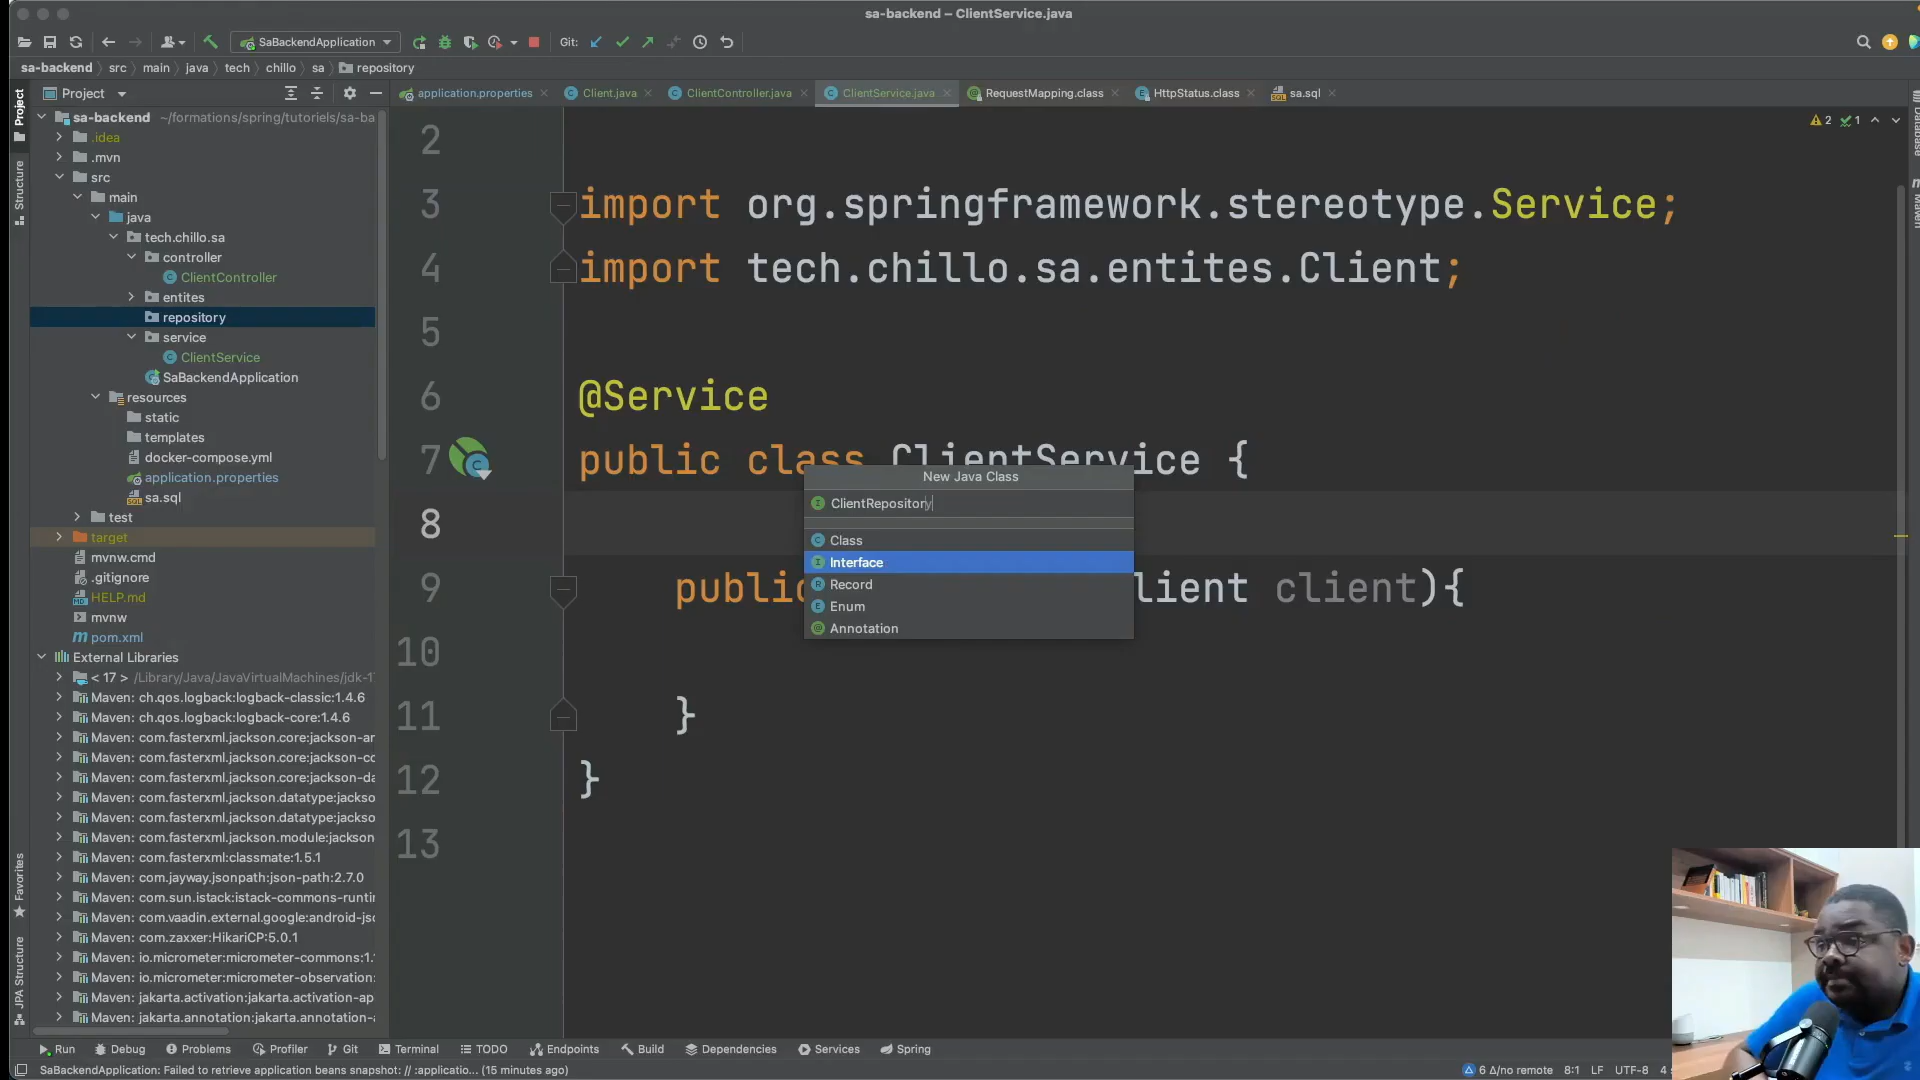 sa-backend – ClientService.java
SaBackendApplication
Git:
sa-backend
src
main
java
tech
chillo
sa
repository
Project
application.properties
Client.java
ClientController.java
ClientService.java
RequestMapping.class
HttpStatus.class
sa.sql
Project
Structure
Favorites
JPA Structure
Database
Maven
2
1
sa-backend ~/formations/spring/tutoriels/sa-ba
.idea
.mvn
src
main
java
tech.chillo.sa
controller
ClientController
entites
repository
service
ClientService
SaBackendApplication
resources
static
templates
docker-compose.yml
application.properties
sa.sql
test
target
mvnw.cmd
.gitignore
HELP.md
mvnw
pom.xml
External Libraries
< 17 > /Library/Java/JavaVirtualMachines/jdk-1
Maven: ch.qos.logback:logback-classic:1.4.6
Maven: ch.qos.logback:logback-core:1.4.6
Maven: com.fasterxml.jackson.core:jackson-ar
Maven: com.fasterxml.jackson.core:jackson-cc
Maven: com.fasterxml.jackson.core:jackson-da
Maven: com.fasterxml.jackson.datatype:jackso
Maven: com.fasterxml.jackson.datatype:jackso
Maven: com.fasterxml.jackson.module:jackson
Maven: com.fasterxml:classmate:1.5.1
Maven: com.jayway.jsonpath:json-path:2.7.0
Maven: com.sun.istack:istack-commons-runtin
Maven: com.vaadin.external.google:android-jsc
Maven: com.zaxxer:HikariCP:5.0.1
Maven: io.micrometer:micrometer-commons:1.
Maven: io.micrometer:micrometer-observation:
Maven: jakarta.activation:jakarta.activation-ap
Maven: jakarta.annotation:jakarta.annotation-a
2
3 import org.springframework.stereotype.Service;
4 import tech.chillo.sa.entites.Client;
5
6 @Service
7 public class ClientService {
8
9 public lient client){
10
11 }
12 }
13
New Java Class
ClientRepository
Class
Interface
Record
Enum
Annotation
Run
Debug
Problems
Profiler
Git
Terminal
TODO
Endpoints
Build
Dependencies
Services
Spring
SaBackendApplication: Failed to retrieve application beans snapshot: // :applicatio... (15 minutes ago)
6 Δ/no remote
8:1
LF
UTF-8
4